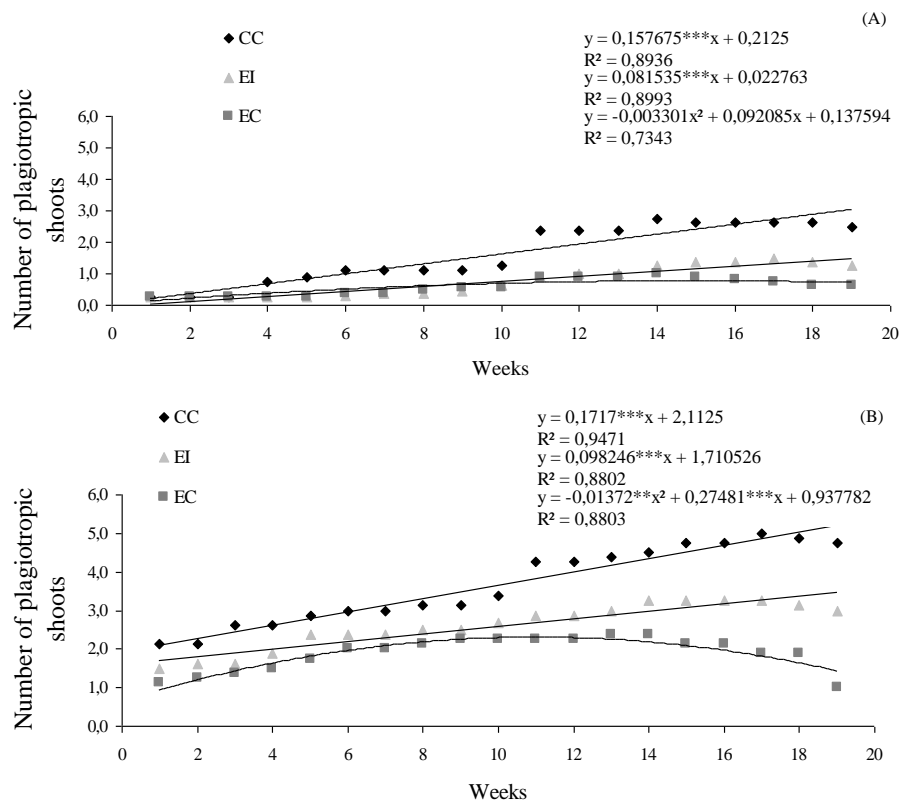 (A)
CC
EI
EC
y = 0,157675***x + 0,2125
R² = 0,8936
y = 0,081535***x + 0,022763
R² = 0,8993
y = -0,003301x² + 0,092085x + 0,137594
R² = 0,7343
Number of plagiotropic
shoots
6,0
5,0
4,0
3,0
2,0
1,0
0,0
0 2 4 6 8 10 12 14 16 18 20
Weeks
(B)
CC
EI
EC
y = 0,1717***x + 2,1125
R² = 0,9471
y = 0,098246***x + 1,710526
R² = 0,8802
y = -0,01372**x² + 0,27481***x + 0,937782
R² = 0,8803
Number of plagiotropic
shoots
6,0
5,0
4,0
3,0
2,0
1,0
0,0
0 2 4 6 8 10 12 14 16 18 20
Weeks